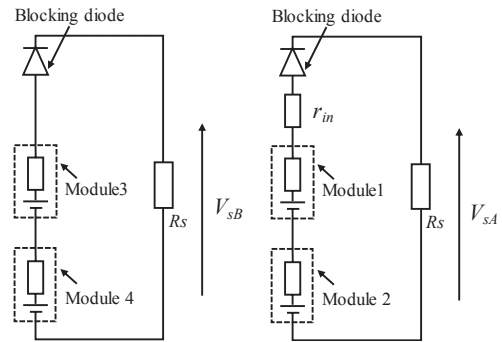 Blocking diode
Module3
Rs
V_sB
Module 4
Blocking diode
r_in
Module1
Rs
V_sA
Module 2